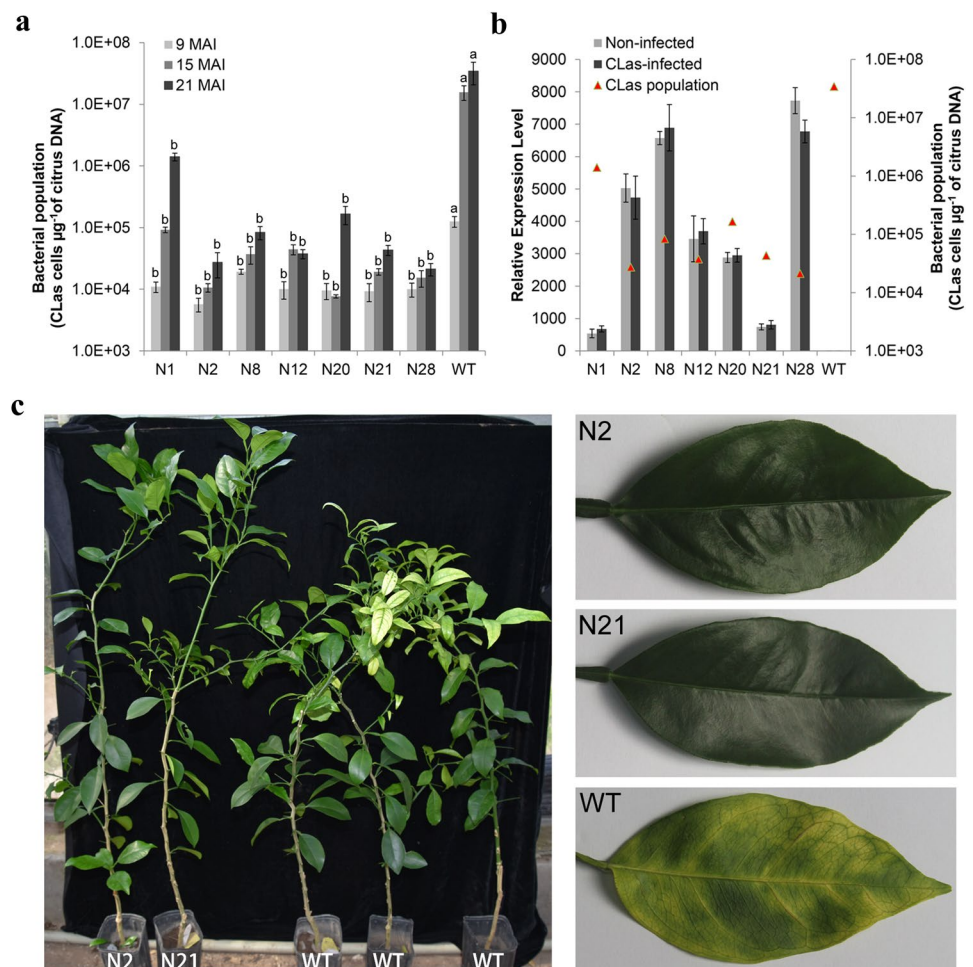 a
9 MAI
15 MAI
21 MAI
Bacterial population
(CLas cells µg⁻¹of citrus DNA)
1.0E+08
1.0E+07
1.0E+06
1.0E+05
1.0E+04
1.0E+03
b b b
b b b
b b b
b b b
b b b
b b b
b b b
a a a
N1 N2 N8 N12 N20 N21 N28 WT
b
Non-infected
CLas-infected
CLas population
Relative Expression Level
9000
8000
7000
6000
5000
4000
3000
2000
1000
0
1.0E+08
1.0E+07
1.0E+06
1.0E+05
1.0E+04
1.0E+03
Bacterial population
(CLas cells µg⁻¹ of citrus DNA)
N1 N2 N8 N12 N20 N21 N28 WT
c
N2 N21 WT WT WT
N2
N21
WT